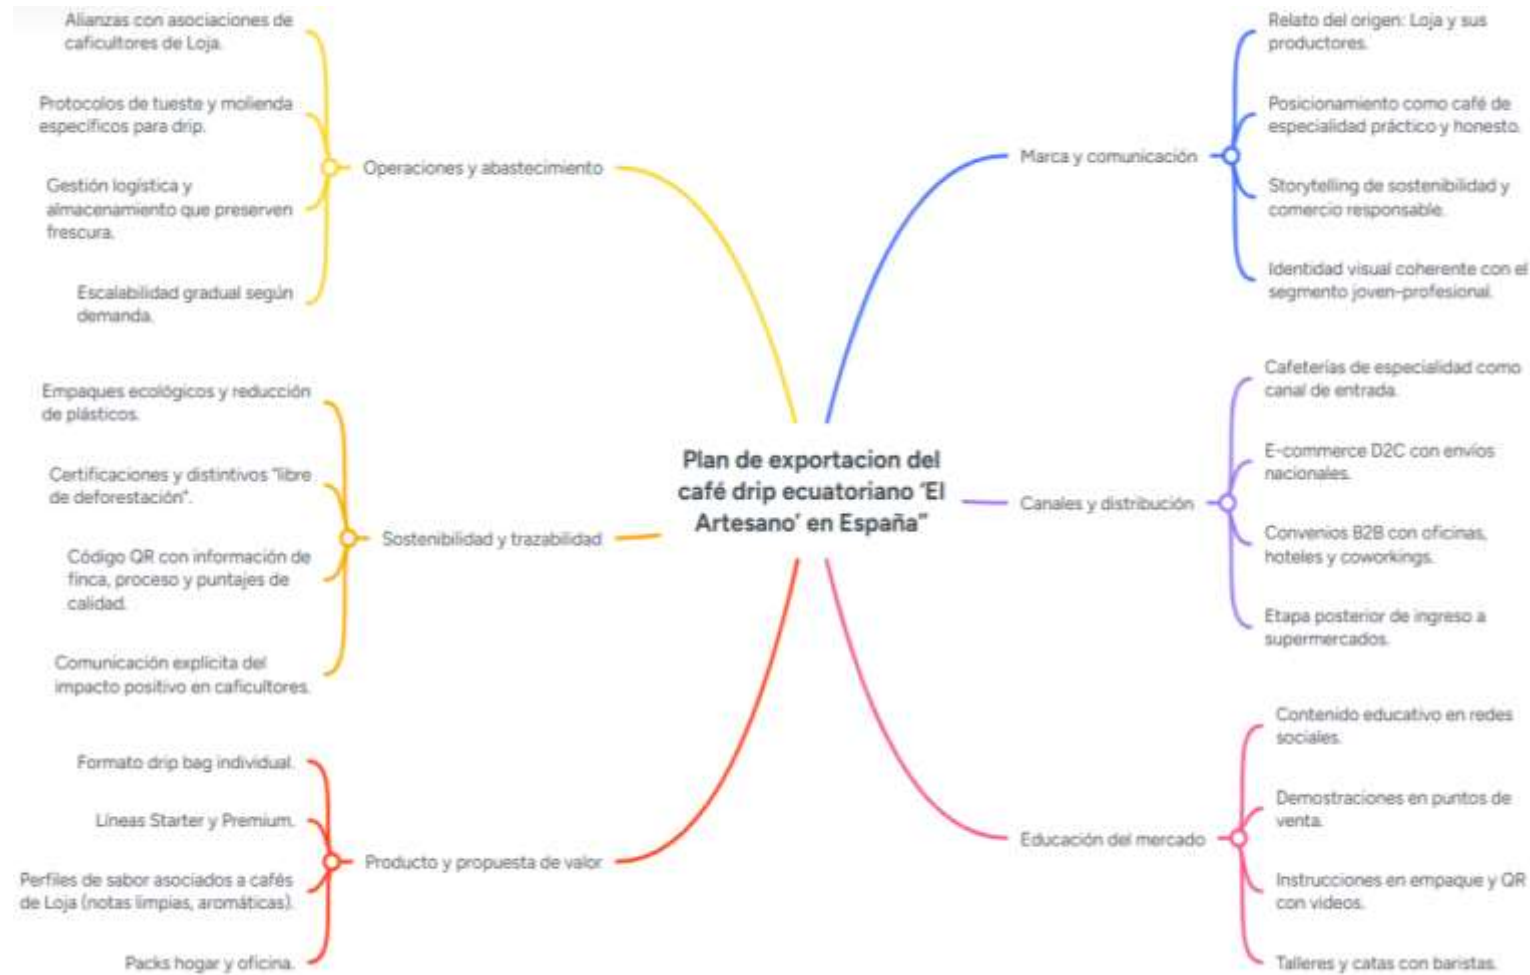 Alianzas con asociaciones de
caficultores de Loja.
Protocolos de tueste y molienda
específicos para drip.
Gestión logística y
almacenamiento que preserven
frescura.
Escalabilidad gradual según
demanda.
Operaciones y abastecimiento
Empaques ecológicos y reducción
de plásticos.
Certificaciones y distintivos "libre
de deforestación".
Código QR con información de
finca, proceso y puntajes de
calidad.
Comunicación explícita del
impacto positivo en caficultores.
Sostenibilidad y trazabilidad
Formato drip bag individual.
Líneas Starter y Premium.
Perfiles de sabor asociados a cafés
de Loja (notas limpias, aromáticas).
Packs hogar y oficina.
Producto y propuesta de valor
Plan de exportacion del
café drip ecuatoriano 'El
Artesano' en España"
Marca y comunicación
Relato del origen: Loja y sus
productores.
Posicionamiento como café de
especialidad práctico y honesto.
Storytelling de sostenibilidad y
comercio responsable.
Identidad visual coherente con el
segmento joven-profesional.
Canales y distribución
Cafeterías de especialidad como
canal de entrada.
E-commerce D2C con envíos
nacionales.
Convenios B2B con oficinas,
hoteles y coworkings.
Etapa posterior de ingreso a
supermercados.
Educación del mercado
Contenido educativo en redes
sociales.
Demostraciones en puntos de
venta.
Instrucciones en empaque y QR
con videos.
Talleres y catas con baristas.